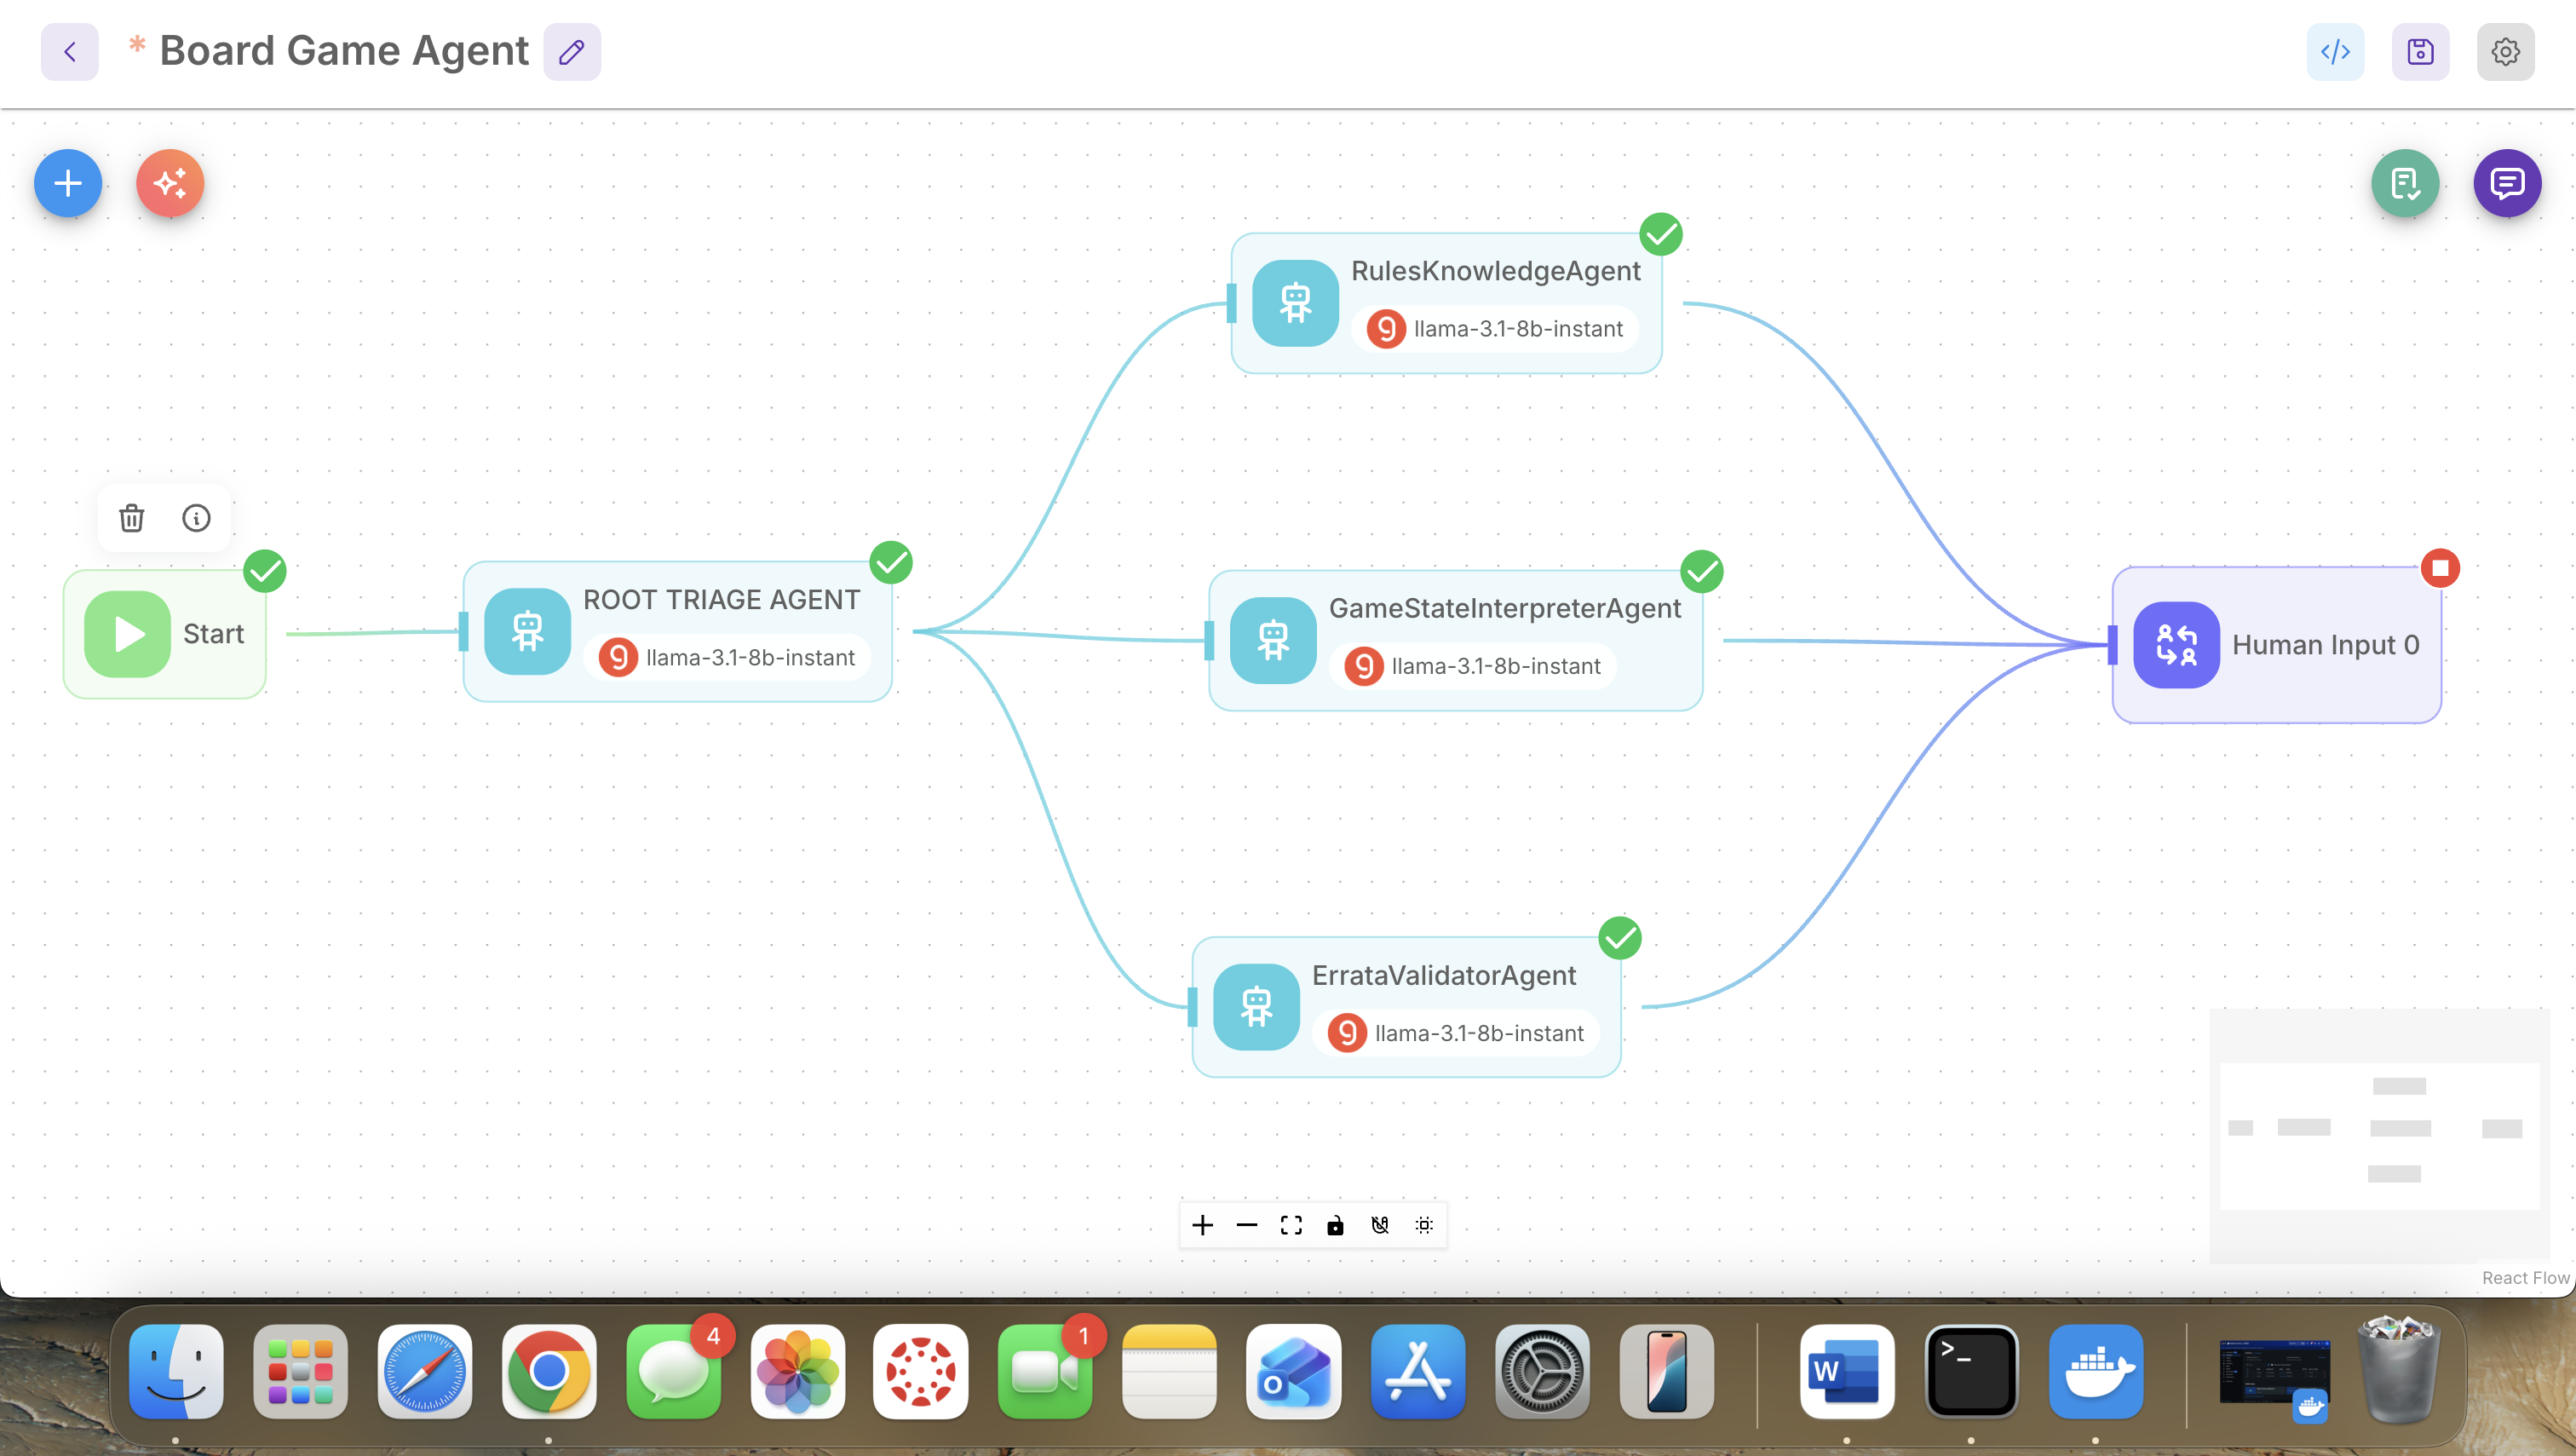 * Board Game Agent
RulesKnowledgeAgent
llama-3.1-8b-instant
Start
ROOT TRIAGE AGENT
llama-3.1-8b-instant
GameStateInterpreterAgent
llama-3.1-8b-instant
Human Input 0
ErrataValidatorAgent
llama-3.1-8b-instant
React Flow
4
1